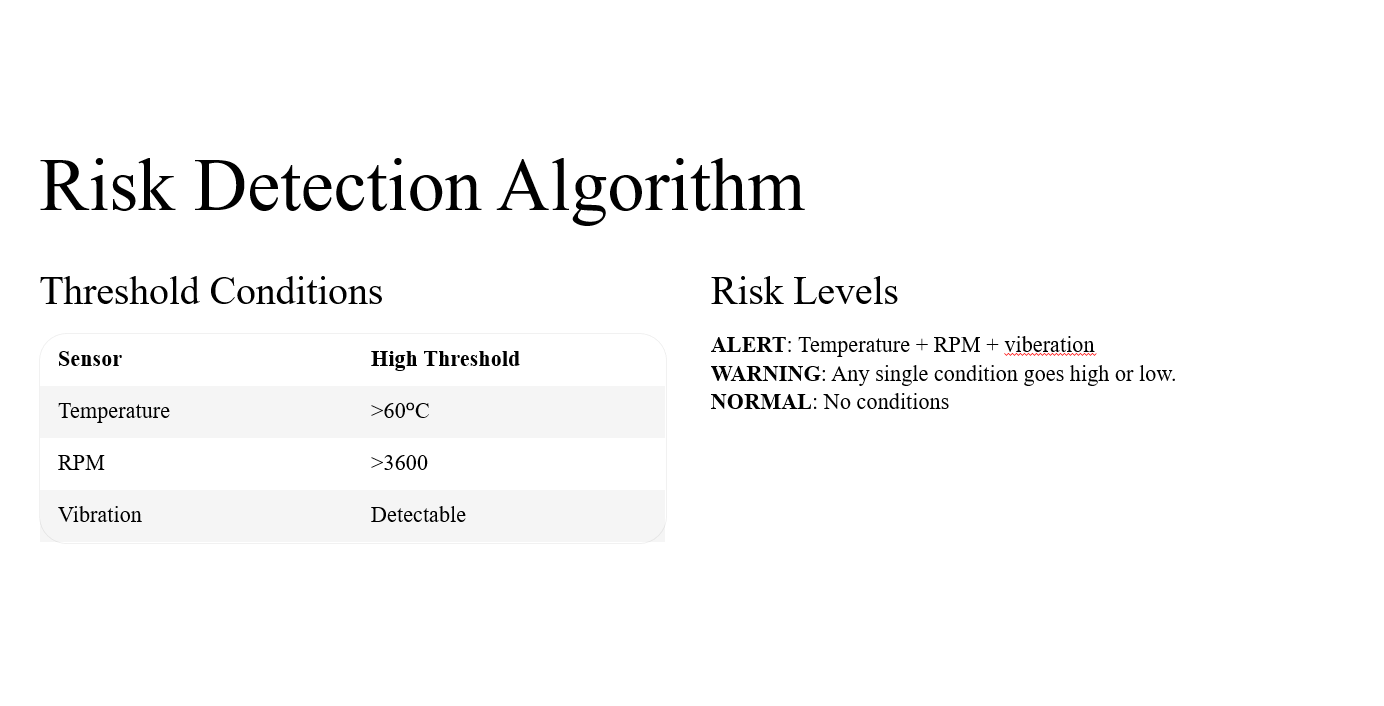 Risk Detection Algorithm
Threshold Conditions
Sensor High Threshold
Temperature >60ºC
RPM >3600
Vibration Detectable
Risk Levels
ALERT: Temperature + RPM + viberation
WARNING: Any single condition goes high or low.
NORMAL: No conditions